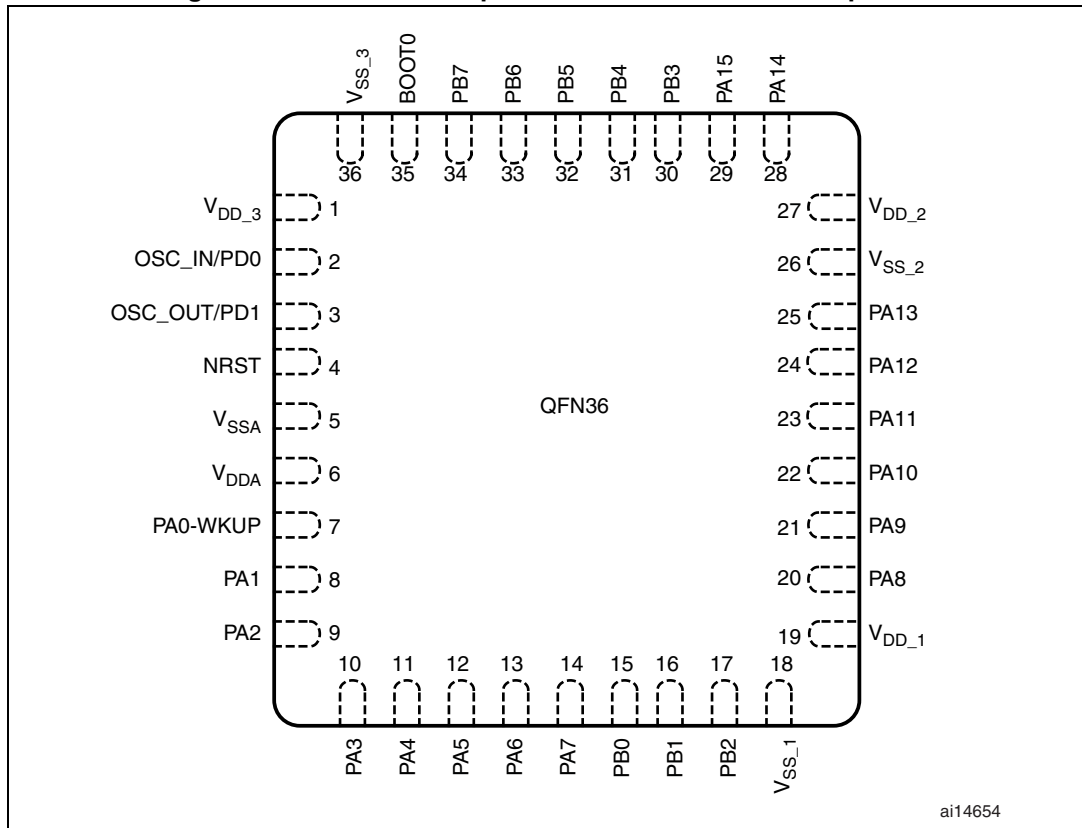 VSS_3
BOOT0
PB7
PB6
PB5
PB4
PB3
PA15
PA14
36
35
34
33
32
31
30
29
28
VDD_3 1
OSC_IN/PD0 2
OSC_OUT/PD1 3
NRST 4
VSSA 5
VDDA 6
PA0-WKUP 7
PA1 8
PA2 9
QFN36
27 VDD_2
26 VSS_2
25 PA13
24 PA12
23 PA11
22 PA10
21 PA9
20 PA8
19 VDD_1
10
11
12
13
14
15
16
17
18
PA3
PA4
PA5
PA6
PA7
PB0
PB1
PB2
VSS_1
ai14654